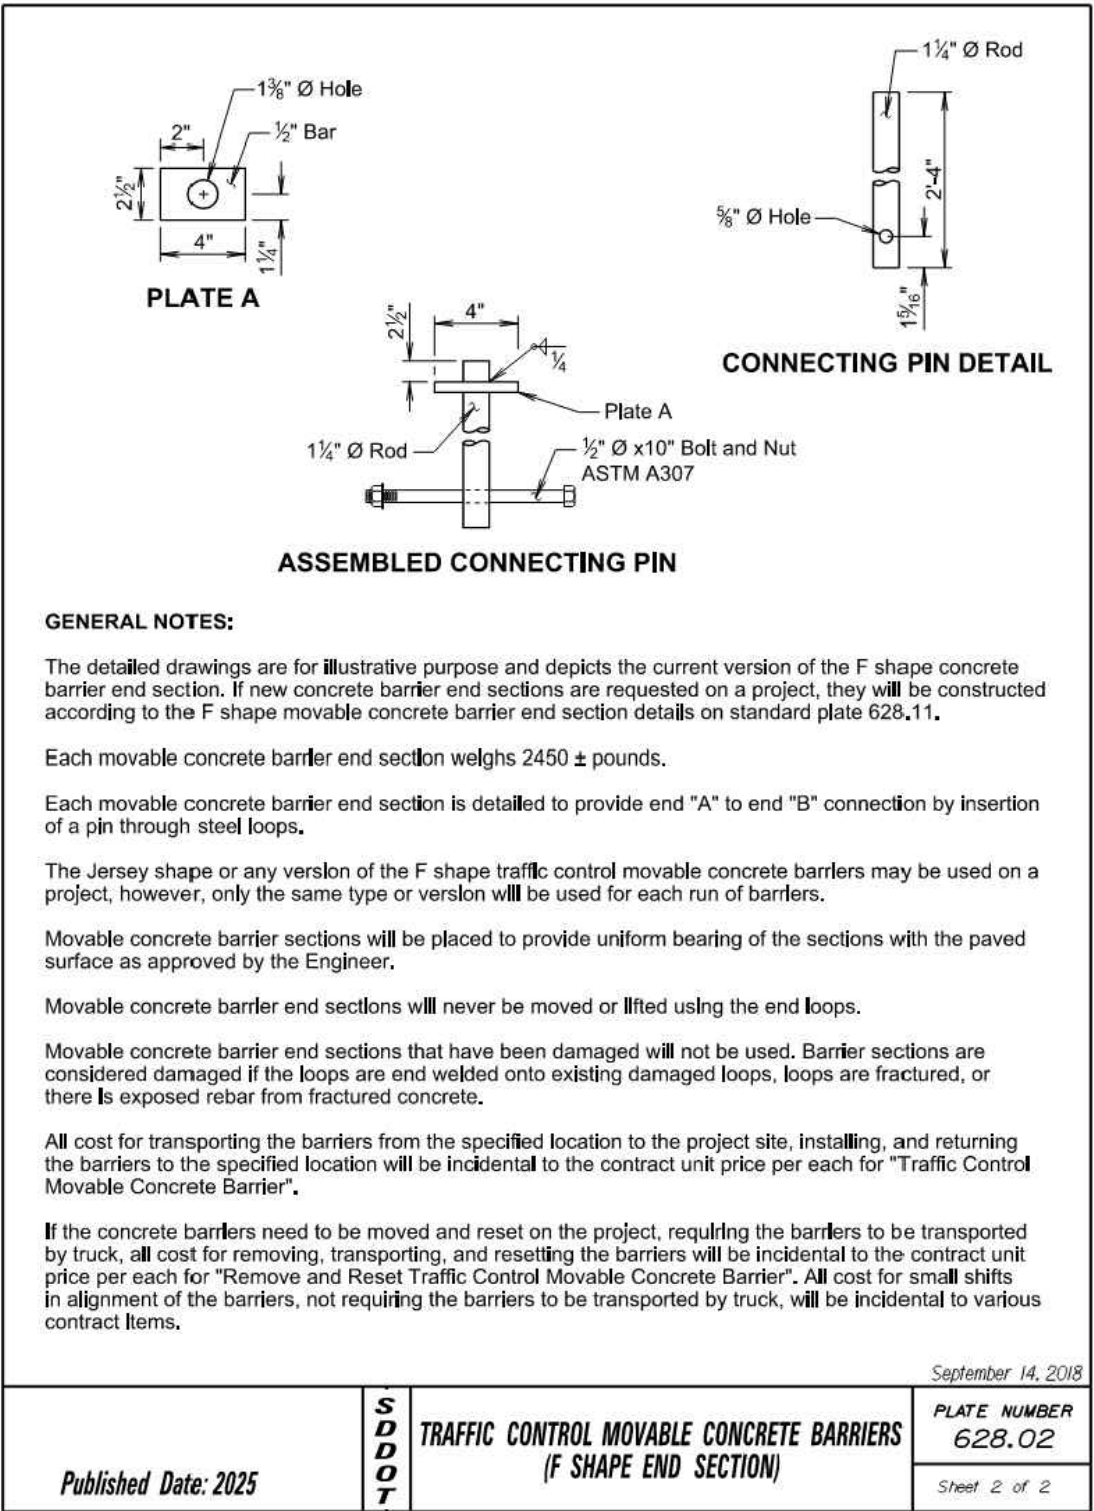 1⅜" Ø Hole
½" Bar
2"
2½"
4"
1¼"
PLATE A
1¼" Ø Rod
2'-4"
⅝" Ø Hole
1 5/16"
CONNECTING PIN DETAIL
2½"
4"
¼
Plate A
1¼" Ø Rod
½" Ø x10" Bolt and Nut
ASTM A307
ASSEMBLED CONNECTING PIN
GENERAL NOTES:
The detailed drawings are for illustrative purpose and depicts the current version of the F shape concrete
barrier end section. If new concrete barrier end sections are requested on a project, they will be constructed
according to the F shape movable concrete barrier end section details on standard plate 628.11.
Each movable concrete barrier end section weighs 2450 ± pounds.
Each movable concrete barrier end section is detailed to provide end "A" to end "B" connection by insertion
of a pin through steel loops.
The Jersey shape or any version of the F shape traffic control movable concrete barriers may be used on a
project, however, only the same type or version will be used for each run of barriers.
Movable concrete barrier sections will be placed to provide uniform bearing of the sections with the paved
surface as approved by the Engineer.
Movable concrete barrier end sections will never be moved or lifted using the end loops.
Movable concrete barrier end sections that have been damaged will not be used. Barrier sections are
considered damaged if the loops are end welded onto existing damaged loops, loops are fractured, or
there is exposed rebar from fractured concrete.
All cost for transporting the barriers from the specified location to the project site, installing, and returning
the barriers to the specified location will be incidental to the contract unit price per each for "Traffic Control
Movable Concrete Barrier".
If the concrete barriers need to be moved and reset on the project, requiring the barriers to be transported
by truck, all cost for removing, transporting, and resetting the barriers will be incidental to the contract unit
price per each for "Remove and Reset Traffic Control Movable Concrete Barrier". All cost for small shifts
in alignment of the barriers, not requiring the barriers to be transported by truck, will be incidental to various
contract items.
September 14, 2018
Published Date: 2025
SDDOT
TRAFFIC CONTROL MOVABLE CONCRETE BARRIERS
(F SHAPE END SECTION)
PLATE NUMBER
628.02
Sheet 2 of 2